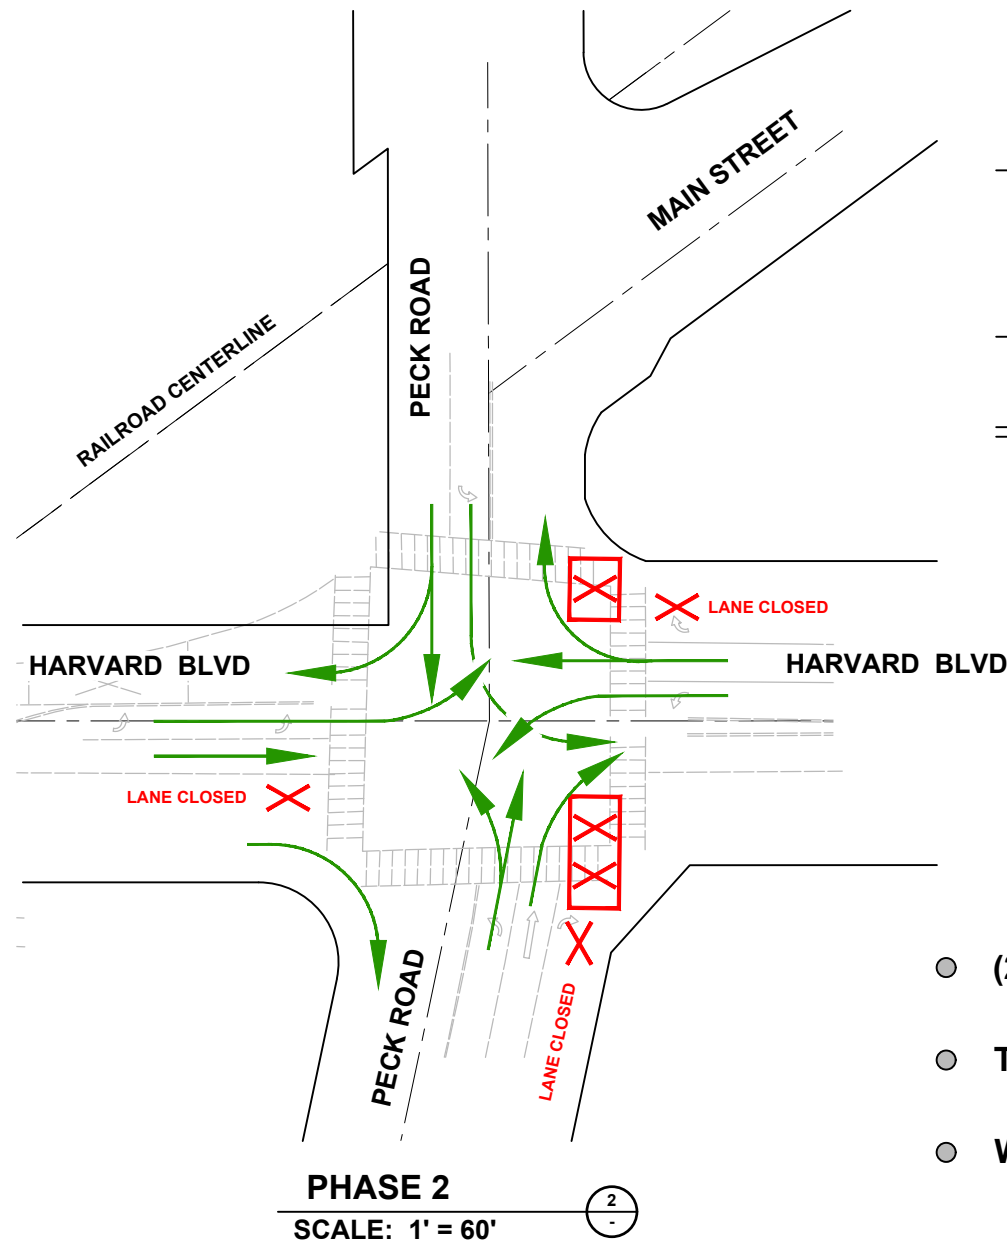 MAIN STREET
PECK ROAD
RAILROAD CENTERLINE
LANE CLOSED
HARVARD  BLVD
HARVARD  BLVD
LANE CLOSED
PECK ROAD
LANE CLOSED
(
T
W
PHASE 2
2
-
SCALE:  1' = 60'